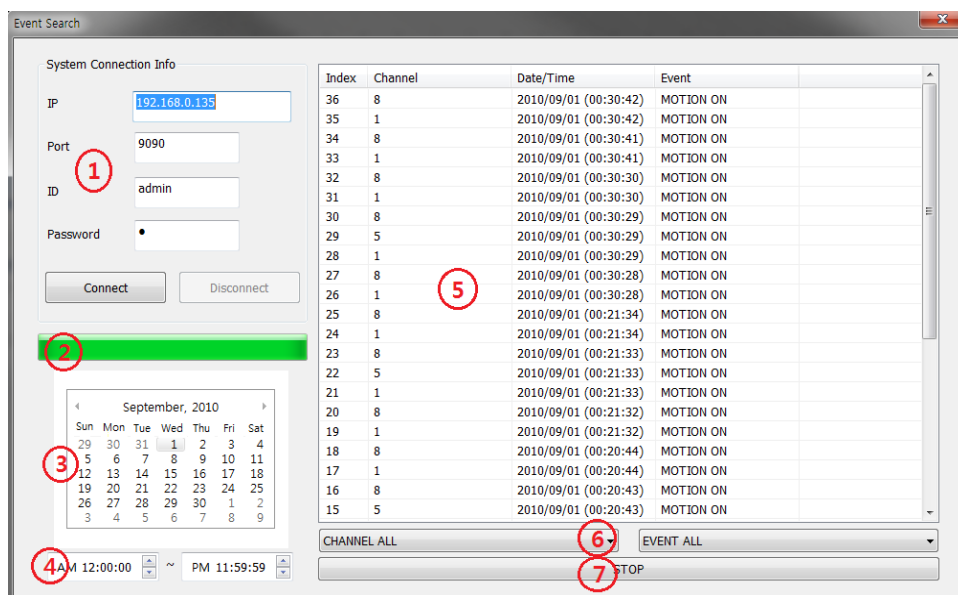 Event Search
System Connection Info
IP 192.168.0.135
Port 9090
1
ID admin
Password
Connect Disconnect
2
September, 2010
Sun Mon Tue Wed Thu Fri Sat
29 30 31 1 2 3 4
5 6 7 8 9 10 11
3
12 13 14 15 16 17 18
19 20 21 22 23 24 25
26 27 28 29 30 1 2
3 4 5 6 7 8 9
4
AM 12:00:00 ~ PM 11:59:59
Index Channel Date/Time Event
36 8 2010/09/01 (00:30:42) MOTION ON
35 1 2010/09/01 (00:30:42) MOTION ON
34 8 2010/09/01 (00:30:41) MOTION ON
33 1 2010/09/01 (00:30:41) MOTION ON
32 8 2010/09/01 (00:30:30) MOTION ON
31 1 2010/09/01 (00:30:30) MOTION ON
30 8 2010/09/01 (00:30:29) MOTION ON
29 5 2010/09/01 (00:30:29) MOTION ON
28 1 2010/09/01 (00:30:29) MOTION ON
27 8 2010/09/01 (00:30:28) MOTION ON
5
26 1 2010/09/01 (00:30:28) MOTION ON
25 8 2010/09/01 (00:21:34) MOTION ON
24 1 2010/09/01 (00:21:34) MOTION ON
23 8 2010/09/01 (00:21:33) MOTION ON
22 5 2010/09/01 (00:21:33) MOTION ON
21 1 2010/09/01 (00:21:33) MOTION ON
20 8 2010/09/01 (00:21:32) MOTION ON
19 1 2010/09/01 (00:21:32) MOTION ON
18 8 2010/09/01 (00:20:44) MOTION ON
17 1 2010/09/01 (00:20:44) MOTION ON
16 8 2010/09/01 (00:20:43) MOTION ON
15 5 2010/09/01 (00:20:43) MOTION ON
CHANNEL ALL 6 EVENT ALL
7 STOP